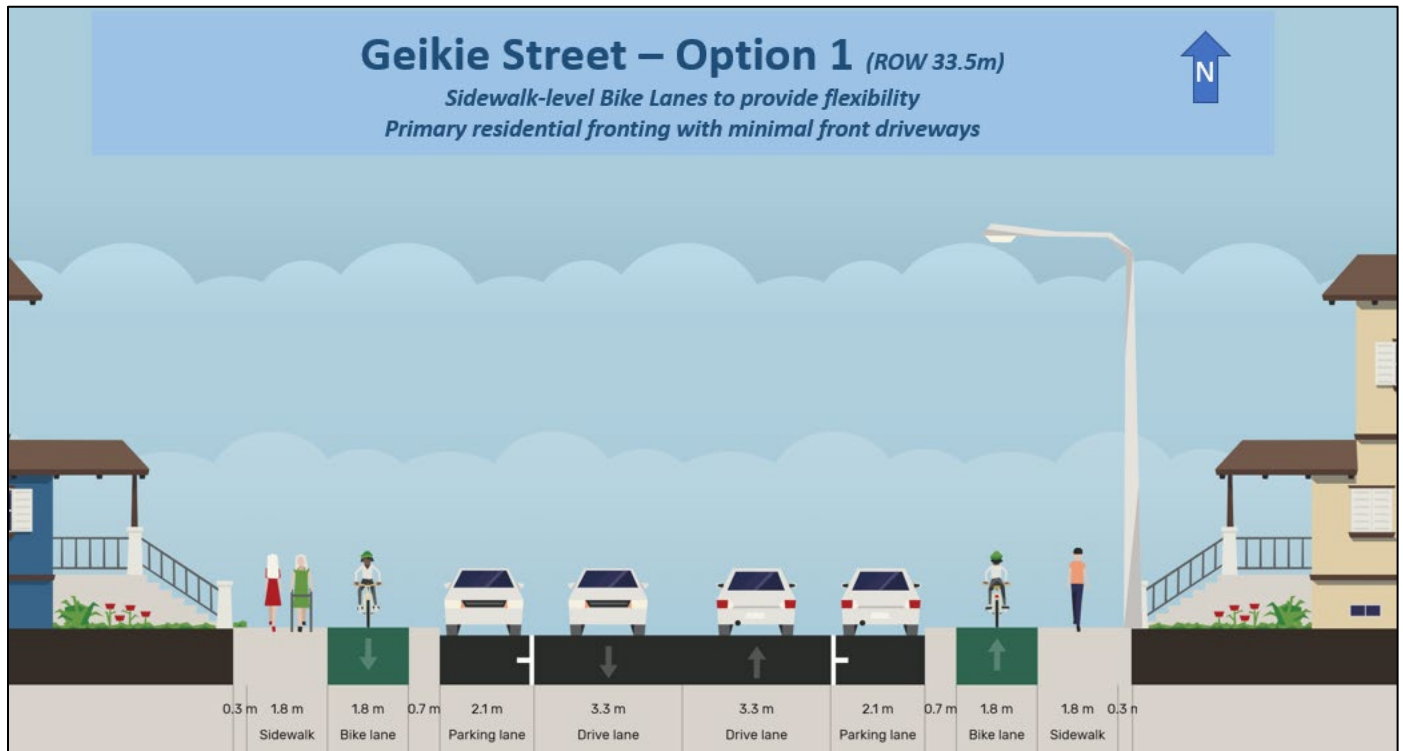 Geikie Street – Option 1 (ROW 33.5m)
N
Sidewalk-level Bike Lanes to provide flexibility
Primary residential fronting with minimal front driveways
0.3 m 1.8 m 1.8 m 0.7 m 2.1 m 3.3 m 3.3 m 2.1 m 0.7 m 1.8 m 1.8 m 0.3 m
Sidewalk Bike lane Parking lane Drive lane Drive lane Parking lane Bike lane Sidewalk